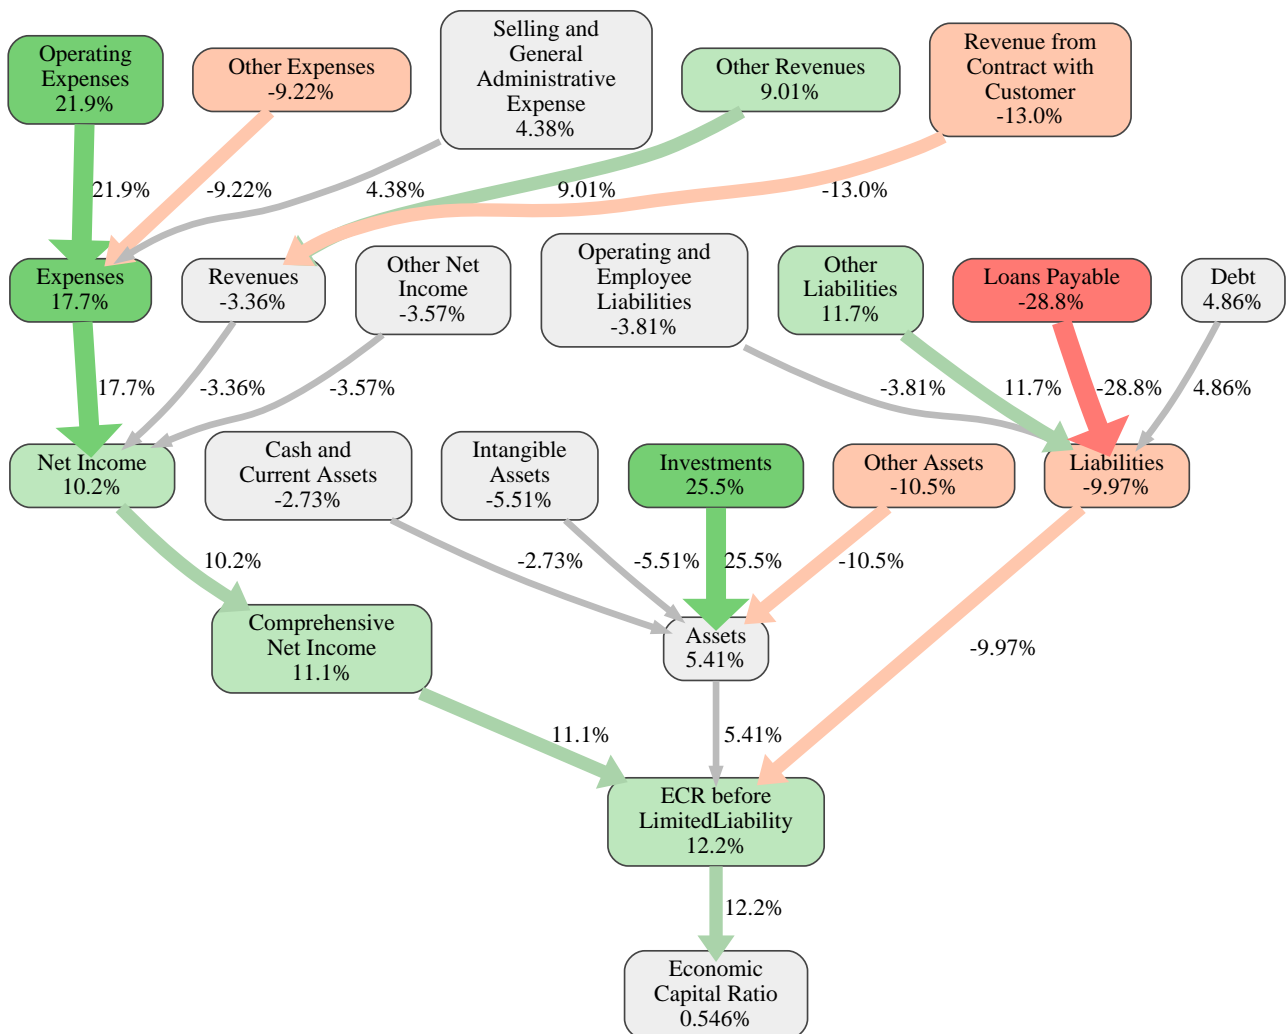 Operating
Expenses
21.9%
Other Expenses
-9.22%
Selling and
General
Administrative
Expense
4.38%
Other Revenues
9.01%
Revenue from
Contract with
Customer
-13.0%
21.9%
-9.22%
4.38%
9.01%
-13.0%
Expenses
17.7%
Revenues
-3.36%
Other Net
Income
-3.57%
Operating and
Employee
Liabilities
-3.81%
Other
Liabilities
11.7%
Loans Payable
-28.8%
Debt
4.86%
17.7%
-3.36%
-3.57%
-3.81%
11.7%
-28.8%
4.86%
Net Income
10.2%
Cash and
Current Assets
-2.73%
Intangible
Assets
-5.51%
Investments
25.5%
Other Assets
-10.5%
Liabilities
-9.97%
10.2%
-2.73%
-5.51%
25.5%
-10.5%
Comprehensive
Net Income
11.1%
Assets
5.41%
-9.97%
11.1%
5.41%
ECR before
LimitedLiability
12.2%
12.2%
Economic
Capital Ratio
0.546%